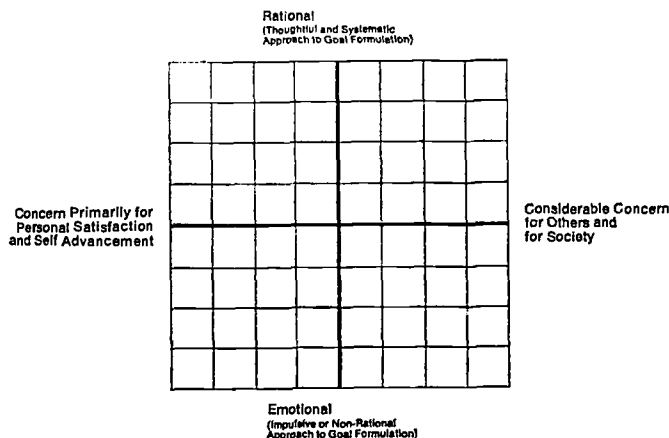 Rational
(Thoughtful and Systematic
Approach to Goal Formulation)
Concern Primarily for
Personal Satisfaction
and Self Advancement
Considerable Concern
for Others and
for Society
Emotional
(Impulsive or Non-Rational
Approach to Goal Formulation)